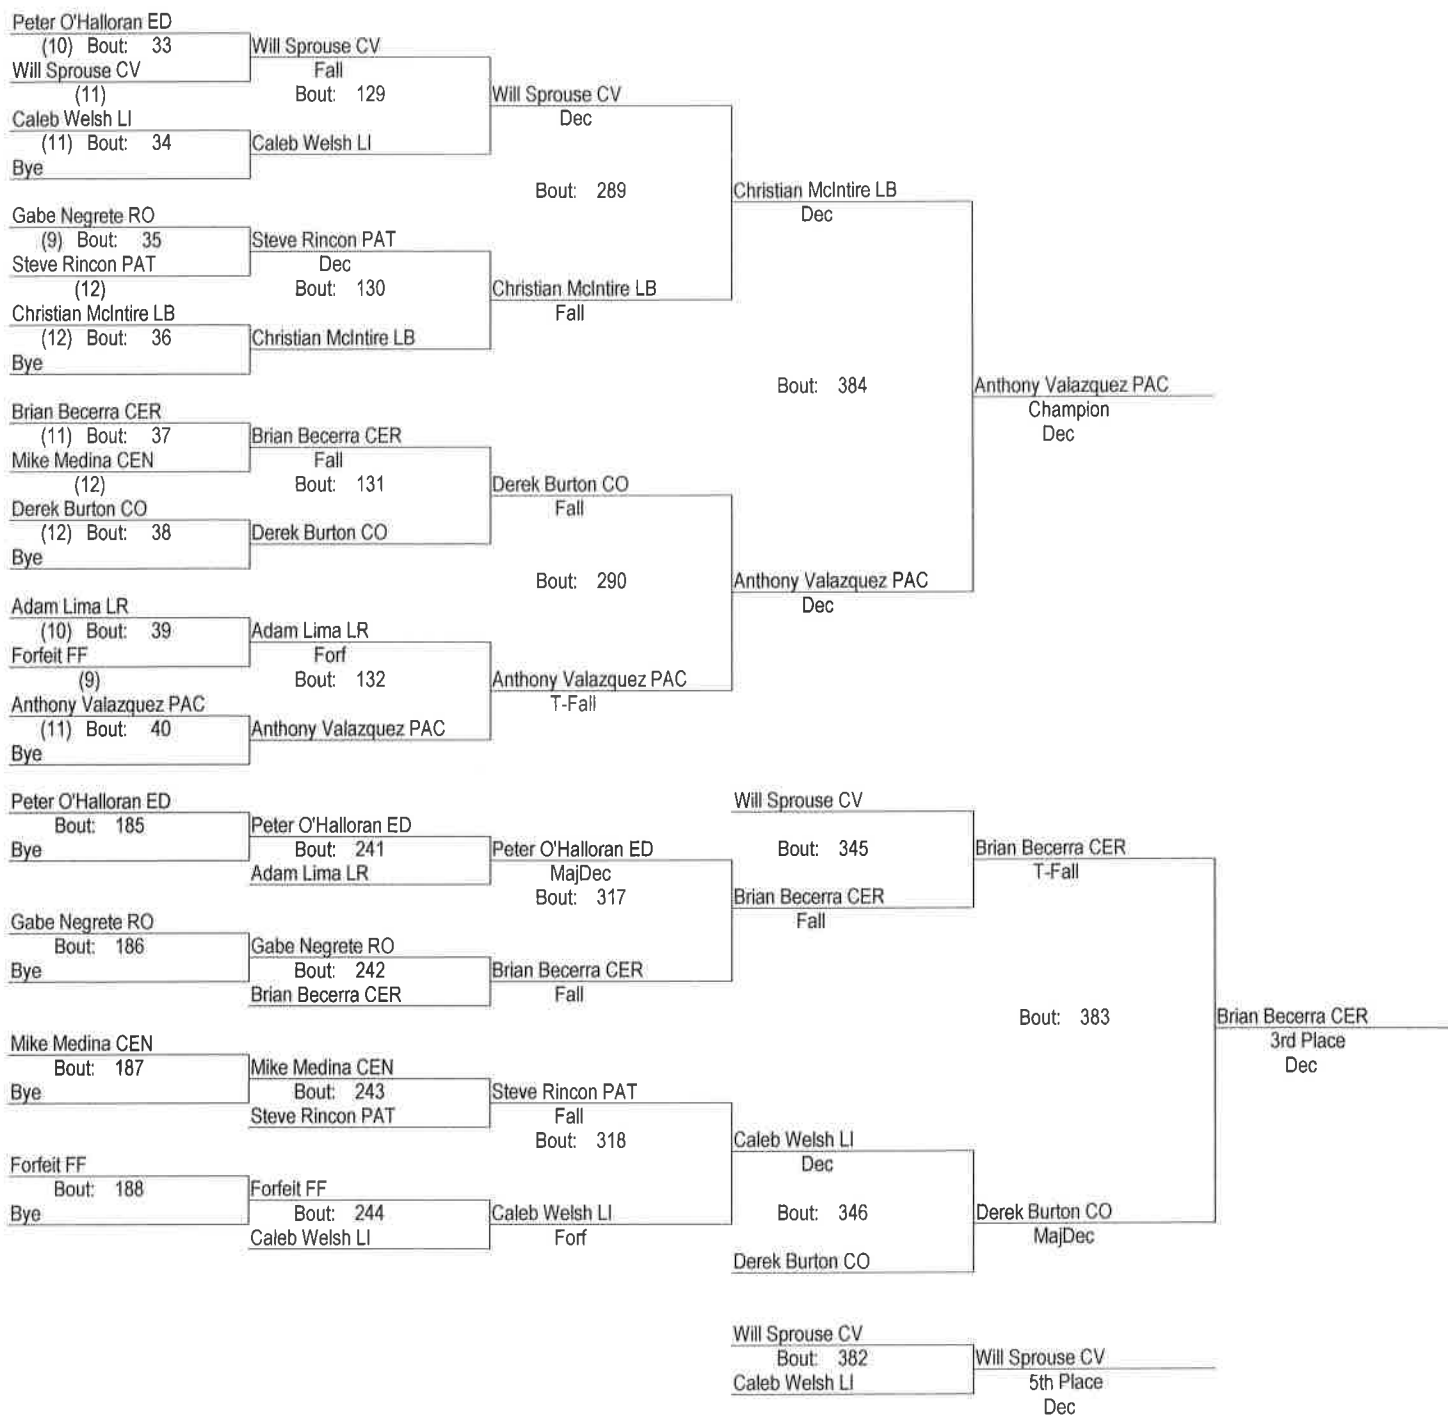 Peter O'Halloran ED
(10) Bout: 33
Will Sprouse CV
(11)
Caleb Welsh LI
(11) Bout: 34
Bye
Gabe Negrete RO
(9) Bout: 35
Steve Rincon PAT
(12)
Christian McIntire LB
(12) Bout: 36
Bye
Brian Becerra CER
(11) Bout: 37
Mike Medina CEN
(12)
Derek Burton CO
(12) Bout: 38
Bye
Adam Lima LR
(10) Bout: 39
Forfeit FF
(9)
Anthony Valazquez PAC
(11) Bout: 40
Bye
Will Sprouse CV
Fall
Bout: 129
Caleb Welsh LI
Steve Rincon PAT
Dec
Bout: 130
Christian McIntire LB
Brian Becerra CER
Fall
Bout: 131
Derek Burton CO
Adam Lima LR
Forf
Bout: 132
Anthony Valazquez PAC
Will Sprouse CV
Dec
Bout: 289
Christian McIntire LB
Fall
Derek Burton CO
Fall
Bout: 290
Anthony Valazquez PAC
T-Fall
Christian McIntire LB
Dec
Bout: 384
Anthony Valazquez PAC
Dec
Anthony Valazquez PAC
Champion
Dec
Peter O'Halloran ED
Bout: 185
Bye
Gabe Negrete RO
Bout: 186
Bye
Mike Medina CEN
Bout: 187
Bye
Forfeit FF
Bout: 188
Bye
Peter O'Halloran ED
Bout: 241
Adam Lima LR
Gabe Negrete RO
Bout: 242
Brian Becerra CER
Mike Medina CEN
Bout: 243
Steve Rincon PAT
Forfeit FF
Bout: 244
Caleb Welsh LI
Peter O'Halloran ED
MajDec
Bout: 317
Brian Becerra CER
Fall
Steve Rincon PAT
Fall
Bout: 318
Caleb Welsh LI
Forf
Will Sprouse CV
Bout: 345
Brian Becerra CER
Fall
Caleb Welsh LI
Dec
Bout: 346
Derek Burton CO
Brian Becerra CER
T-Fall
Bout: 383
Derek Burton CO
MajDec
Brian Becerra CER
3rd Place
Dec
Will Sprouse CV
Bout: 382
Caleb Welsh LI
Will Sprouse CV
5th Place
Dec